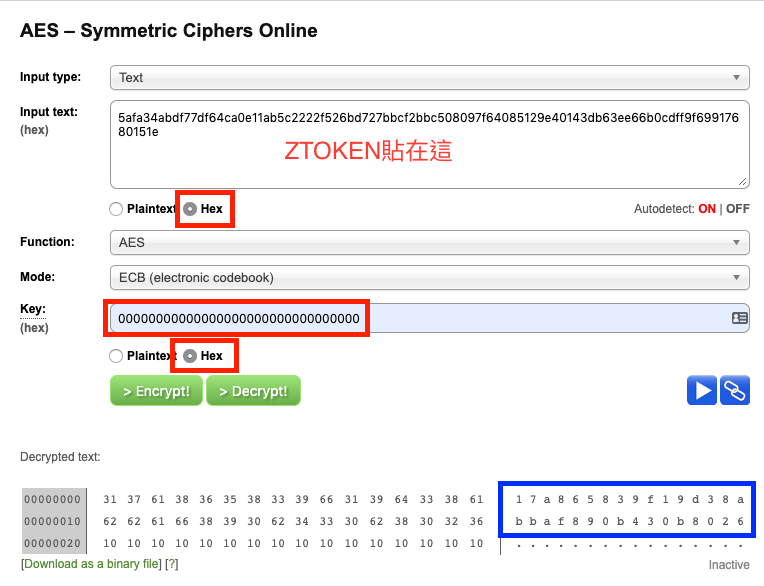 AES – Symmetric Ciphers Online
Input type: Text
Input text: 5afa34abdf77df64ca0e11ab5c2222f526bd727bbcf2bbc508097f64085129e40143db63ee66b0cdff9f69917
(hex) 680151e
ZTOKEN貼在這
Plaintext Hex Autodetect: ON | OFF
Function: AES
Mode: ECB (electronic codebook)
Key: 00000000000000000000000000000000
(hex)
Plaintext Hex
> Encrypt! > Decrypt!
Decrypted text:
00000000 31 37 61 38 36 35 38 33 39 66 31 39 64 33 38 61 1 7 a 8 6 5 8 3 9 f 1 9 d 3 8 a
00000010 62 62 61 66 38 39 30 62 34 33 30 62 38 30 32 36 b b a f 8 9 0 b 4 3 0 b 8 0 2 6
00000020 10 10 10 10 10 10 10 10 10 10 10 10 10 10 10 10 . . . . . . . . . . . . . . . .
[Download as a binary file] [?] Inactive